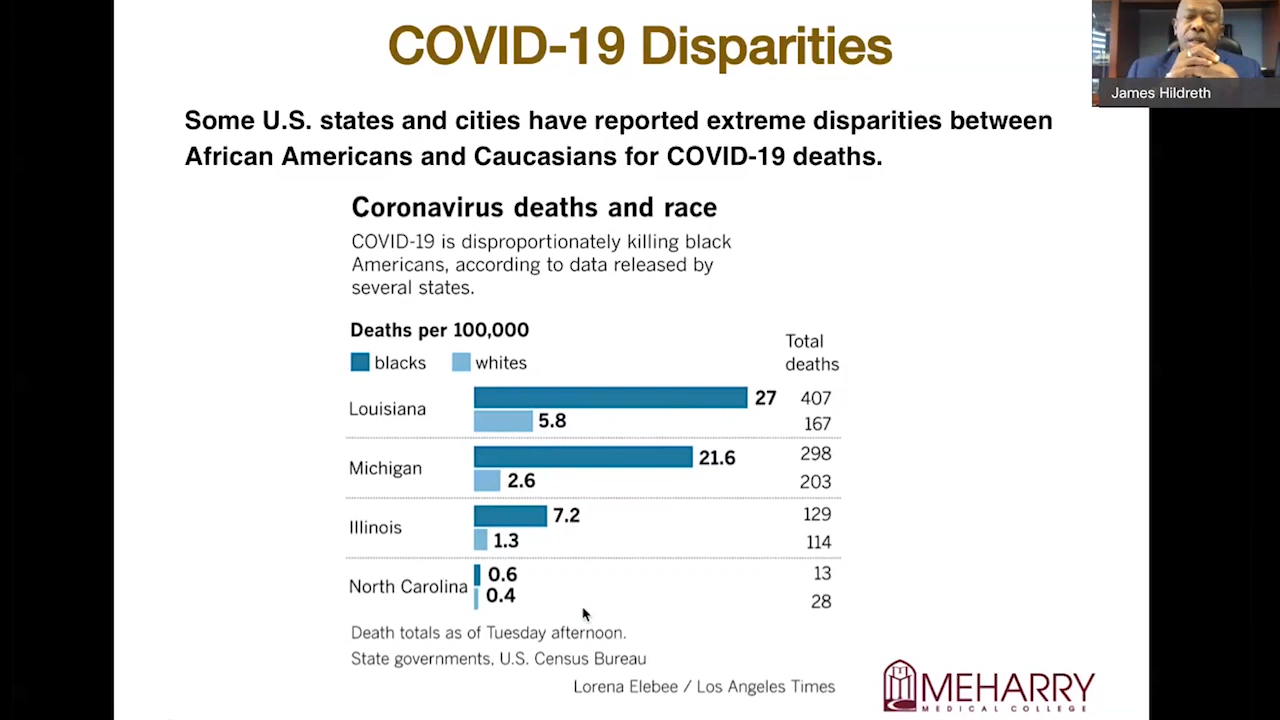 COVID-19 Disparities
James Hildreth
Some U.S. states and cities have reported extreme disparities between
African Americans and Caucasians for COVID-19 deaths.
Coronavirus deaths and race
COVID-19 is disproportionately killing black
Americans, according to data released by
several states.
Deaths per 100,000
Total
deaths
blacks whites
Louisiana
27 407
5.8 167
Michigan
21.6 298
2.6 203
Illinois
7.2 129
1.3 114
North Carolina
0.6 13
0.4 28
Death totals as of Tuesday afternoon.
State governments, U.S. Census Bureau
Lorena Elebee / Los Angeles Times
MEHARRY
MEDICAL COLLEGE